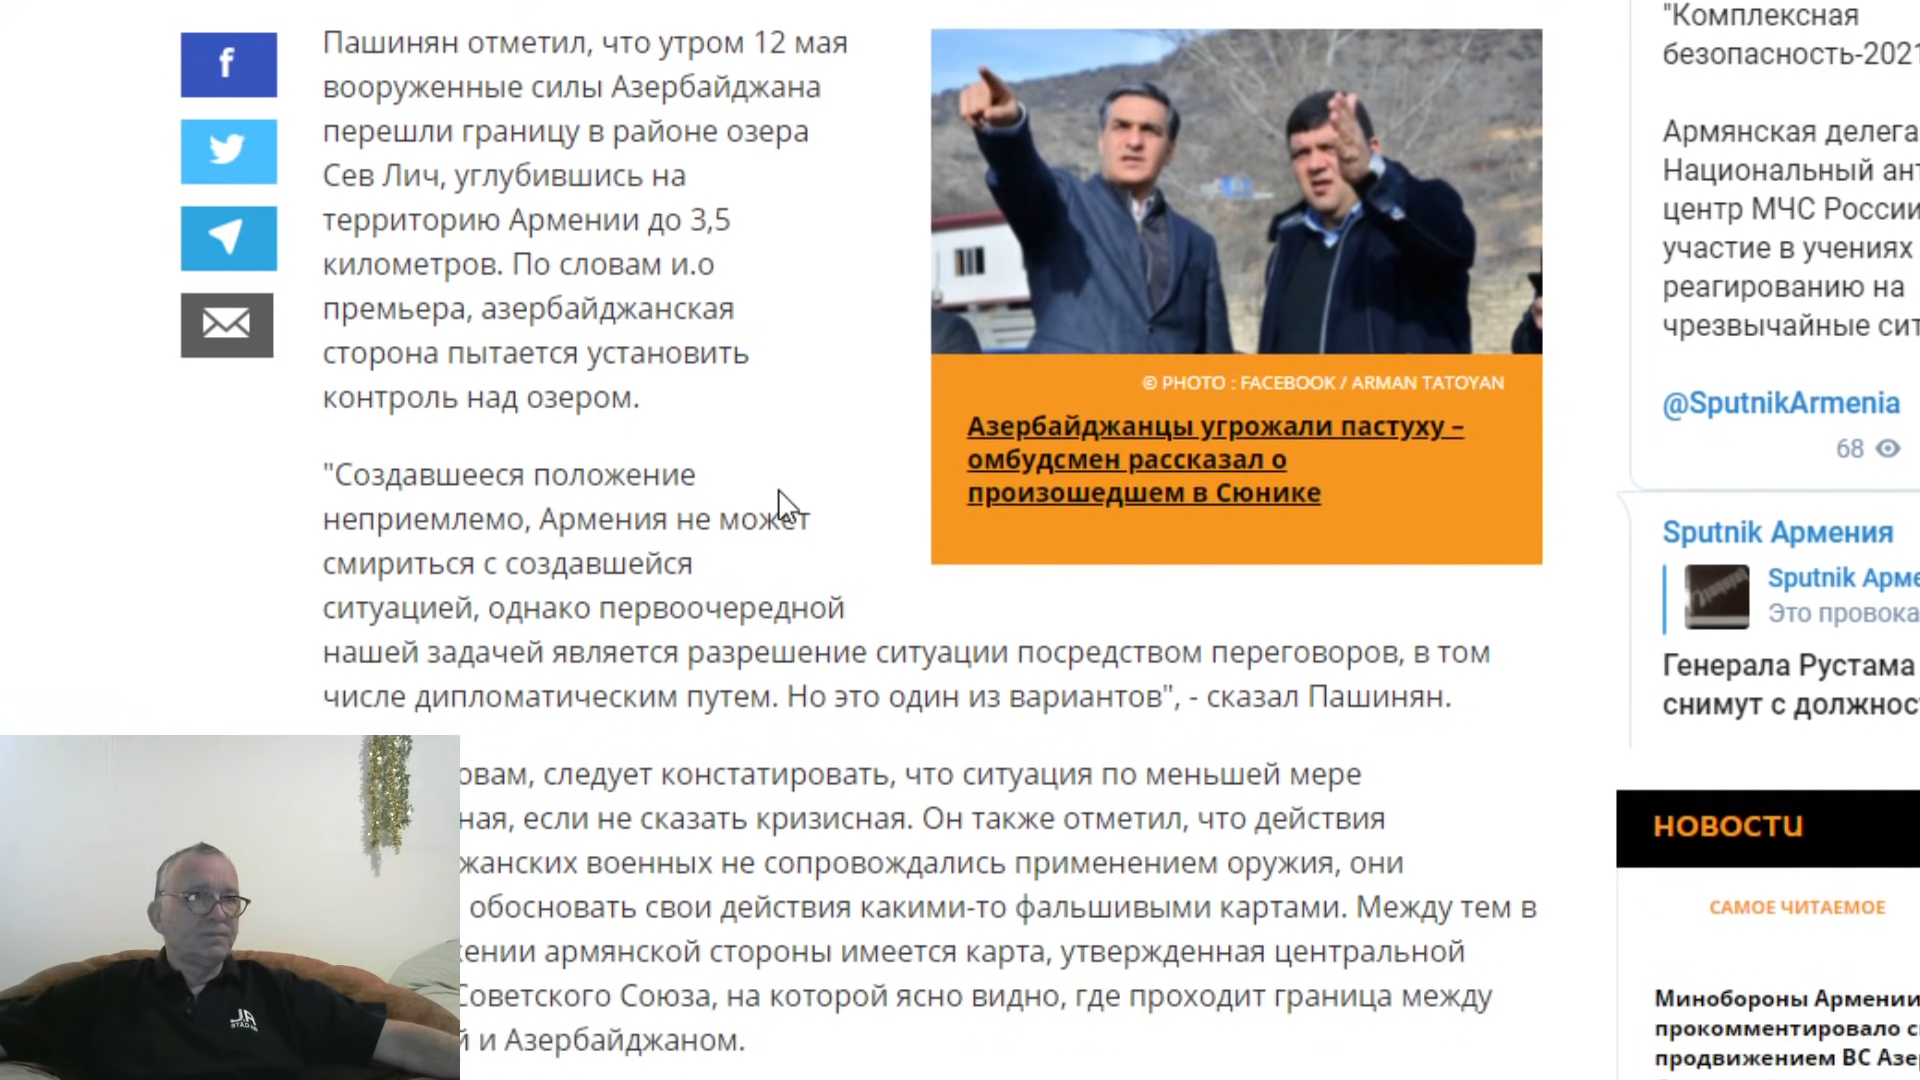 Пашинян отметил, что утром 12 мая
вооруженные силы Азербайджана
перешли границу в районе озера
Сев Лич, углубившись на
территорию Армении до 3,5
километров. По словам и.о
премьера, азербайджанская
сторона пытается установить
контроль над озером.
"Создавшееся положение
неприемлемо, Армения не может
смириться с создавшейся
ситуацией, однако первоочередной
нашей задачей является разрешение ситуации посредством переговоров, в том
числе дипломатическим путем. Но это один из вариантов", - сказал Пашинян.
овам, следует констатировать, что ситуация по меньшей мере
ная, если не сказать кризисная. Он также отметил, что действия
жанских военных не сопровождались применением оружия, они
обосновать свои действия какими-то фальшивыми картами. Между тем в
ении армянской стороны имеется карта, утвержденная центральной
Советского Союза, на которой ясно видно, где проходит граница между
й и Азербайджаном.
© PHOTO : FACEBOOK / ARMAN TATOYAN
Азербайджанцы угрожали пастуху –
омбудсмен рассказал о
произошедшем в Сюнике
"Комплексная
безопасность-2021
Армянская делега
Национальный ант
центр МЧС России
участие в учениях
реагированию на
чрезвычайные сит
@SputnikArmenia
68
Sputnik Армения
Sputnik Арме
Это провока
Генерала Рустама
снимут с должнос
НОВОСТИ
САМОЕ ЧИТАЕМОЕ
Минобороны Армении
прокомментировало с
продвижением ВС Азе
J.A